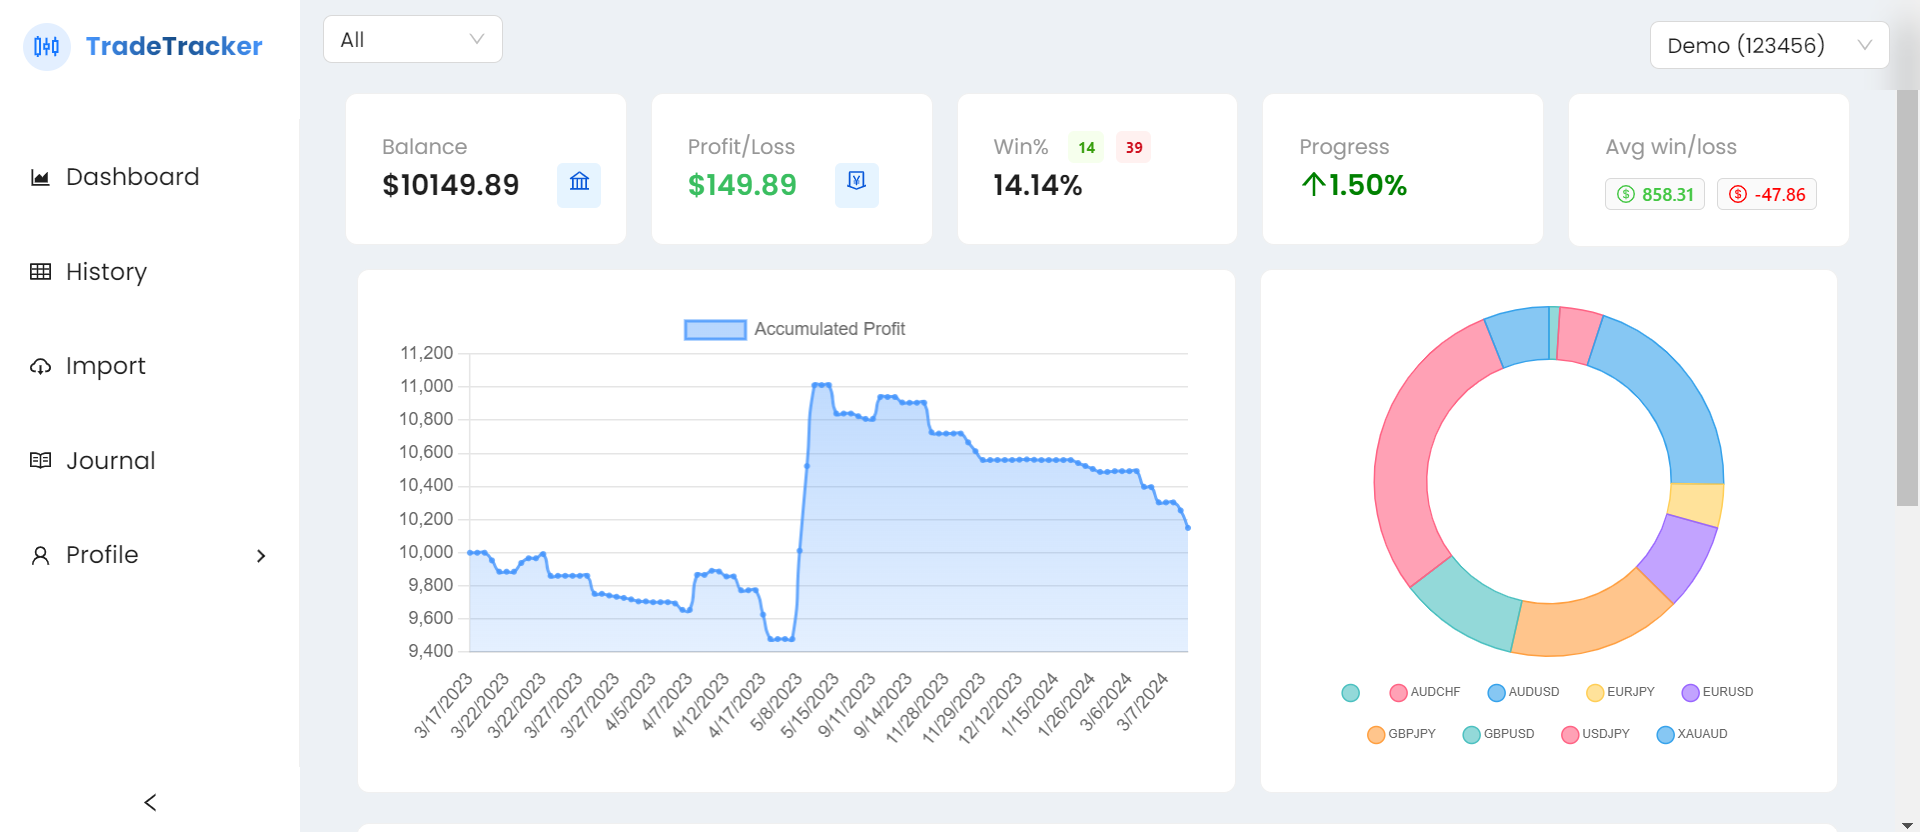 TradeTracker
Dashboard
History
Import
Journal
Profile
All
Demo (123456)
Balance
$10149.89
Profit/Loss
$149.89
Win% 14 39
14.14%
Progress
1.50%
Avg win/loss
858.31 -47.86
Accumulated Profit
11,200
11,000
10,800
10,600
10,400
10,200
10,000
9,800
9,600
9,400
3/17/2023
3/22/2023
3/22/2023
3/27/2023
3/27/2023
4/5/2023
4/7/2023
4/12/2023
4/17/2023
5/8/2023
5/15/2023
9/11/2023
9/14/2023
11/28/2023
11/29/2023
12/12/2023
1/15/2024
1/26/2024
3/6/2024
3/7/2024
AUDCHF AUDUSD EURJPY EURUSD
GBPJPY GBPUSD USDJPY XAUAUD